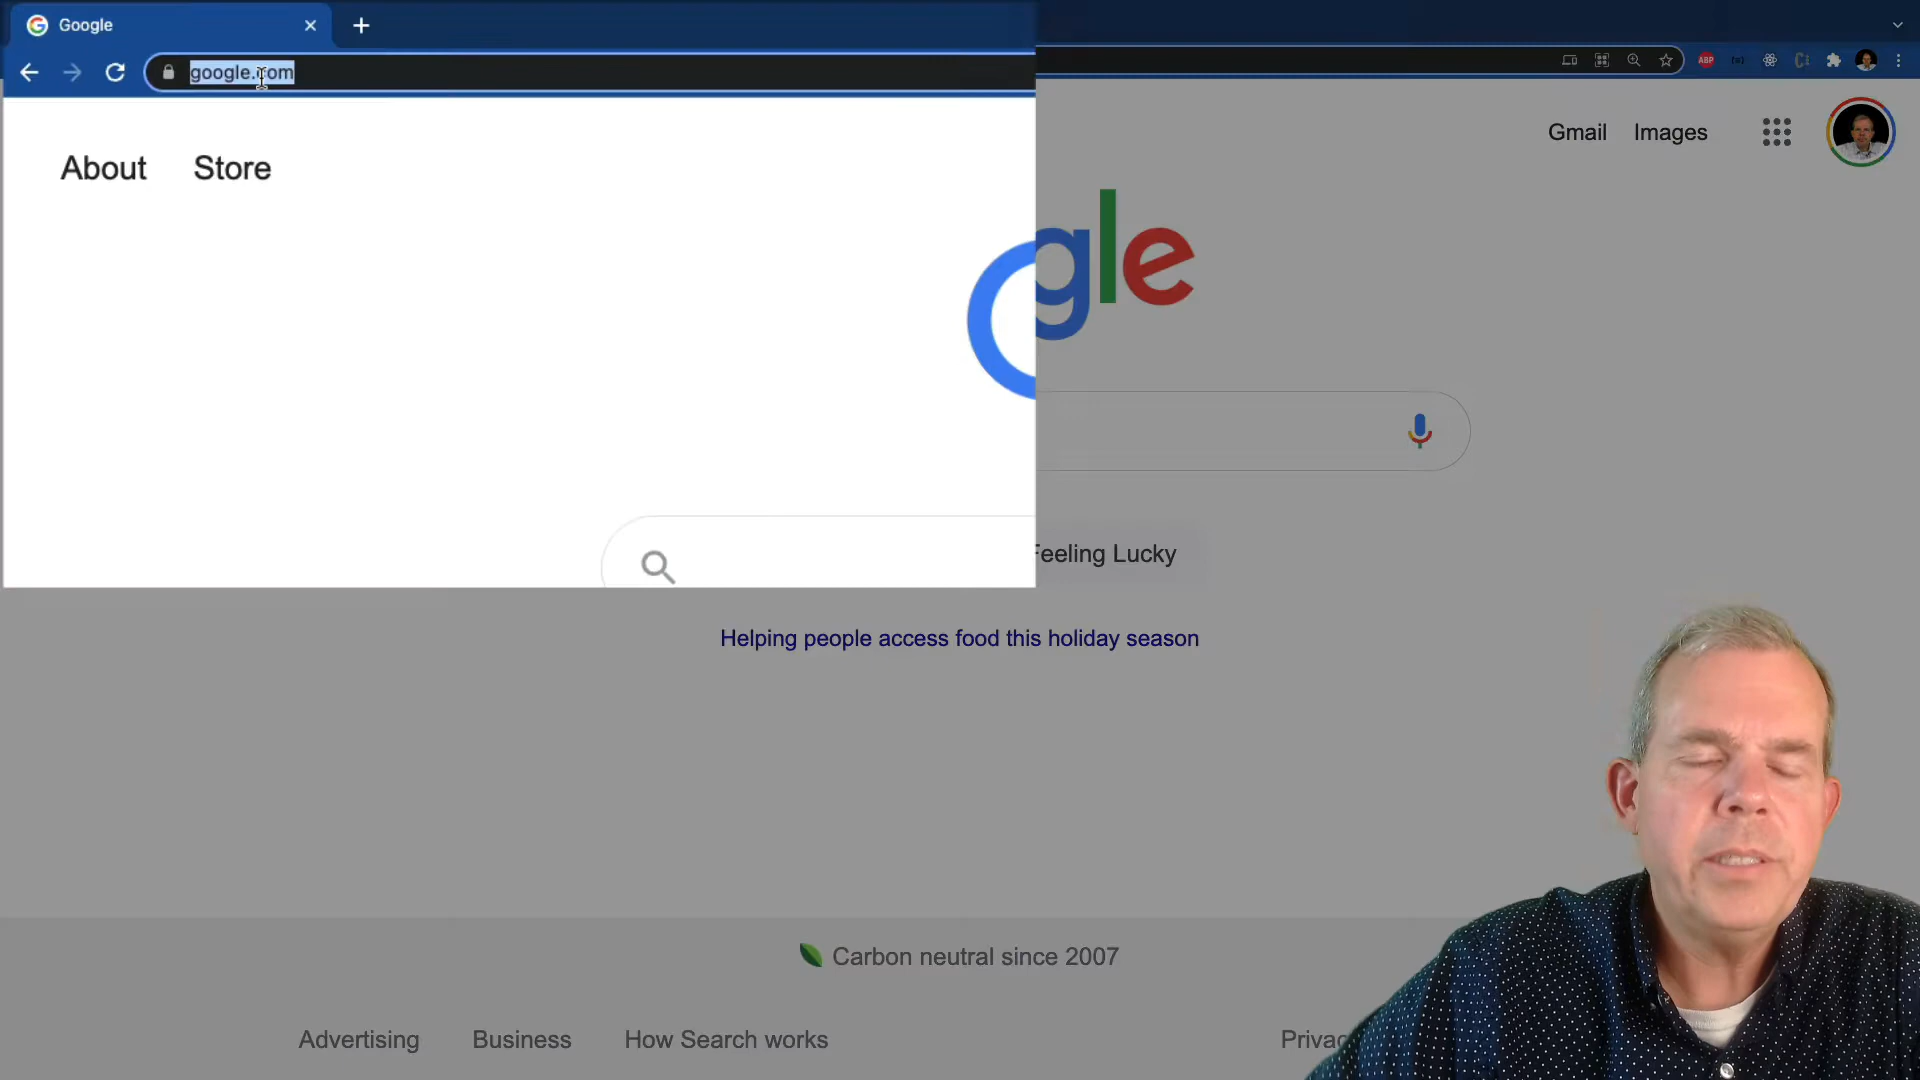 Google
google.com
ABP
About Store
Gmail Images
gle
Feeling Lucky
Helping people access food this holiday season
Carbon neutral since 2007
Advertising Business How Search works